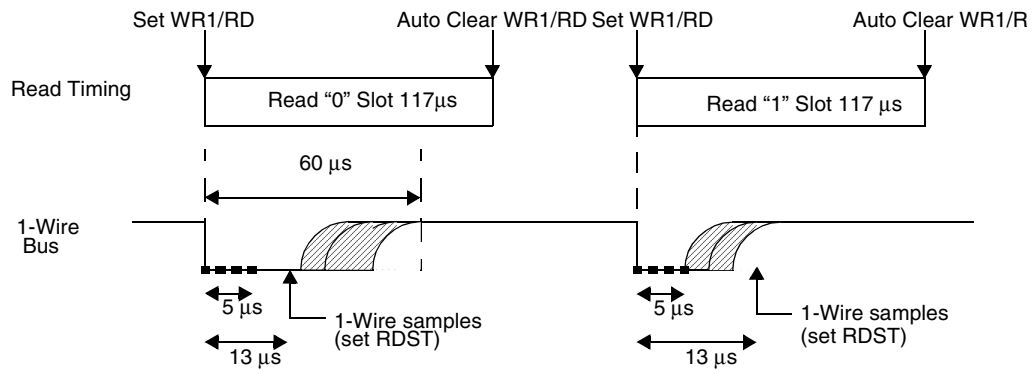 Set WR1/RD Auto Clear WR1/RD Set WR1/RD Auto Clear WR1/R
Read Timing
Read “0” Slot 117μs Read “1” Slot 117 μs
60 μs
1-Wire
Bus
5 μs 5 μs
1-Wire samples
(set RDST)
1-Wire samples
(set RDST)
13 μs 13 μs